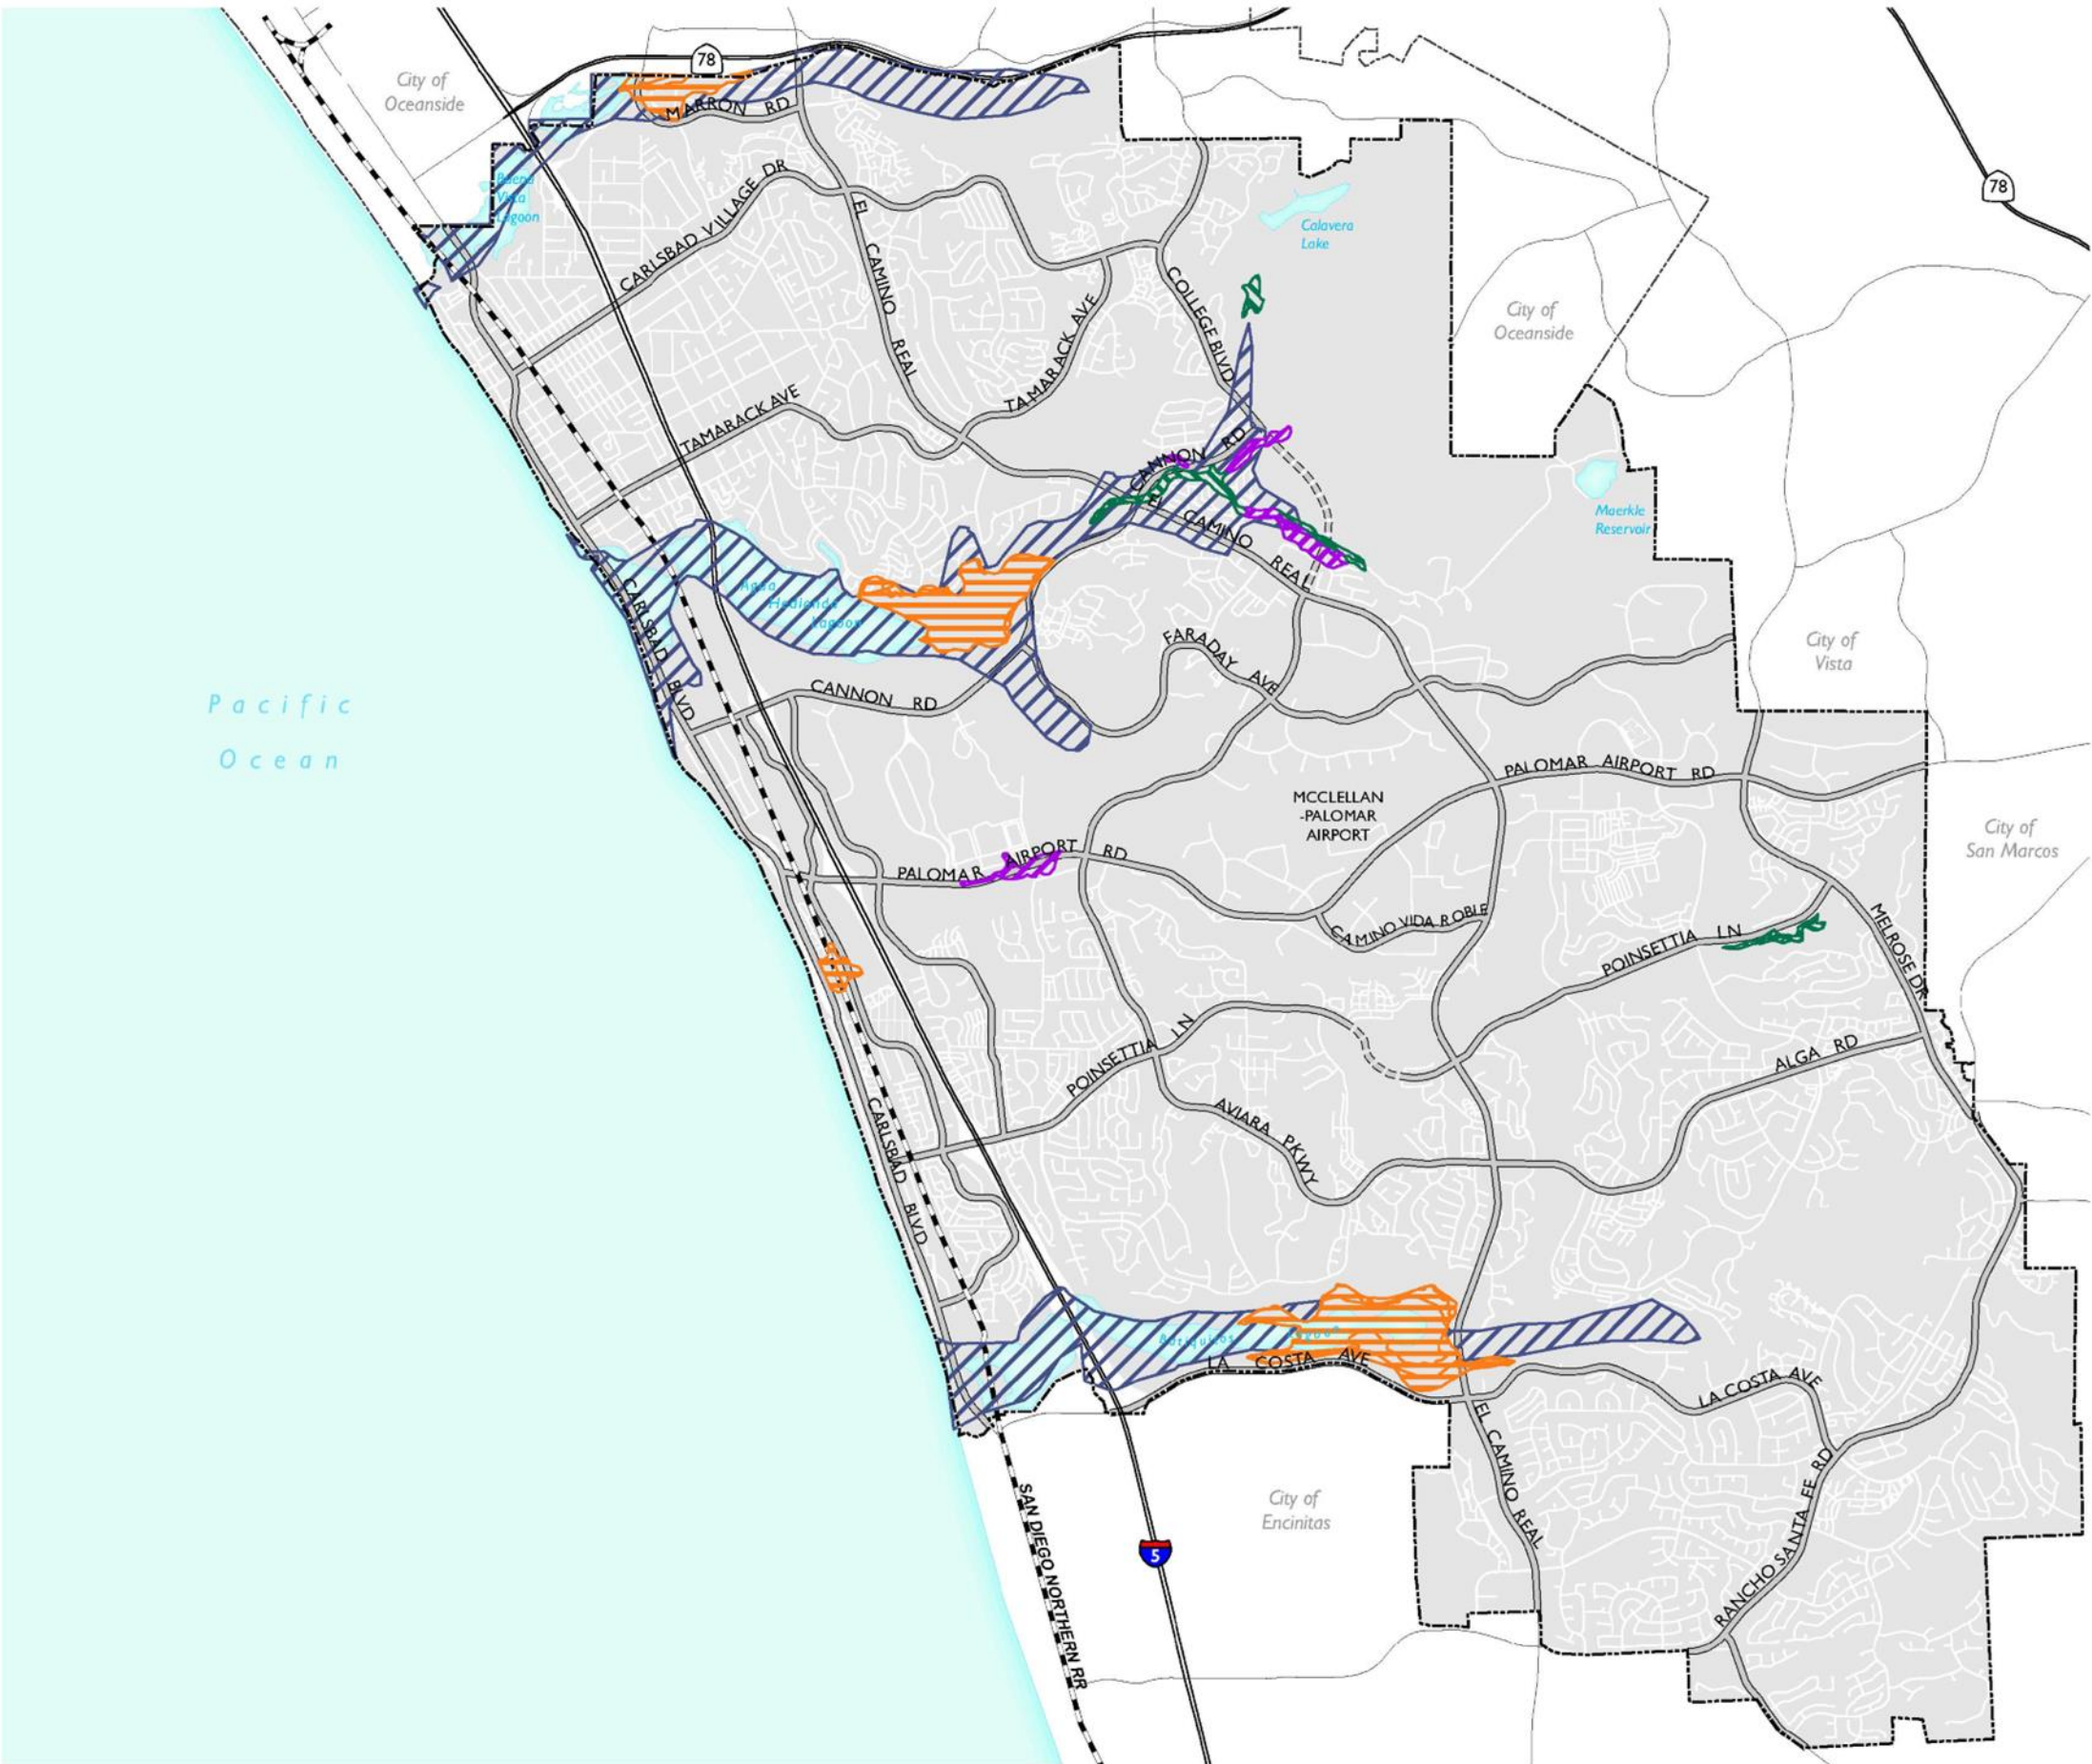 78
City of
Oceanside
MARRON RD
78
Buena
Vista
Lagoon
CARLSBAD VILLAGE DR
EL CAMINO REAL
Calavera
Lake
COLLEGE BLVD
TAMARACK AVE
City of
Oceanside
TAMARACK AVE
CANNON RD
EL CAMINO REAL
Maerkle
Reservoir
Agua
Hedionda
Lagoon
CARLSBAD BLVD
FARADAY AVE
City of
Vista
CANNON RD
Pacific
Ocean
PALOMAR AIRPORT RD
MCCLELLAN
-PALOMAR
AIRPORT
City of
San Marcos
PALOMAR AIRPORT RD
CAMINO VIDA ROBLE
POINSETTIA LN
MELROSE DR
POINSETTIA LN
ALGA RD
AVIARA PKWY
CARLSBAD BLVD
Batiquitos Lagoon
LA COSTA AVE
LA COSTA AVE
EL CAMINO REAL
City of
Encinitas
RANCHO SANTA FE RD
SAN DIEGO NORTHERN RR
5